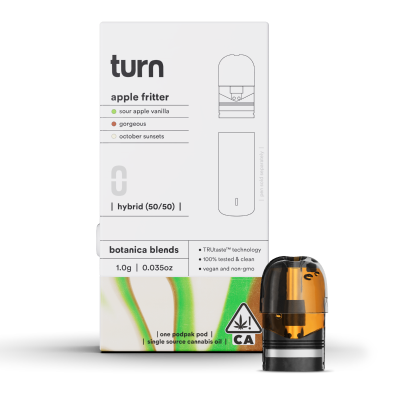 turn
apple fritter
sour apple vanilla
gorgeous
october sunsets
| hybrid (50/50) |
botanica blends
1.0g | 0.035oz
• TRUtaste™ technology
• 100% tested & clean
• vegan and non-gmo
| one podpak pod |
| single source cannabis oil |
CA